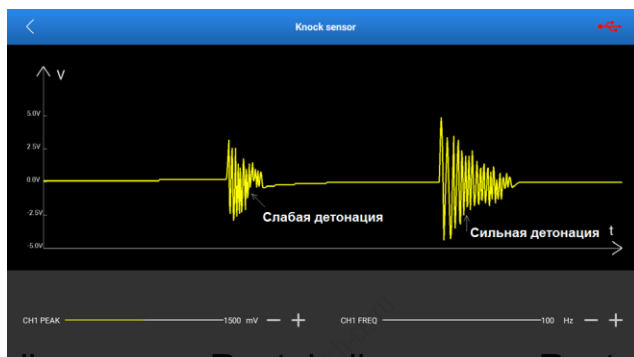 Knock sensor
V
5.0V
2.5V
0.0V
-2.5V
-5.0V
Слабая детонация
Сильная детонация
t
CH1 PEAK 1500 mV − +
CH1 FREQ 100 Hz − +